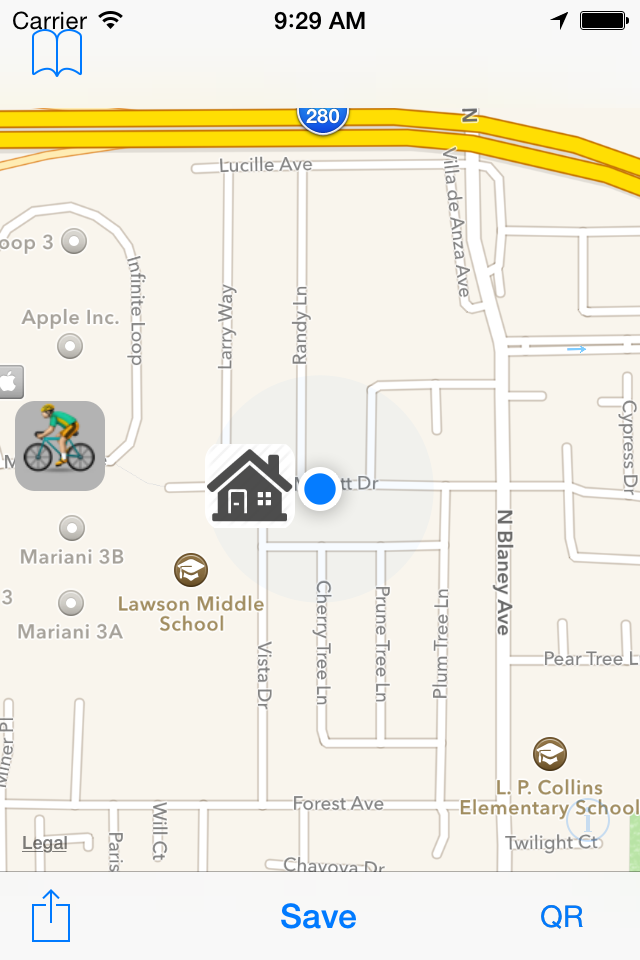 Carrier
9:29 AM
280
N
Lucille Ave
Villa de Anza Ave
oop 3
Infinite Loop
Apple Inc.
Larry Way
Randy Ln
Cypress Dr
M
tt Dr
N Blaney Ave
Mariani 3B
Lawson Middle
School
3
Mariani 3A
Cherry Tree Ln
Prune Tree Ln
Plum Tree Ln
Vista Dr
Pear Tree L
Miner Pl
L. P. Collins
Elementary School
Forest Ave
Will Ct
Paris
Legal
Twilight Ct
Chavoya Dr
Save
QR